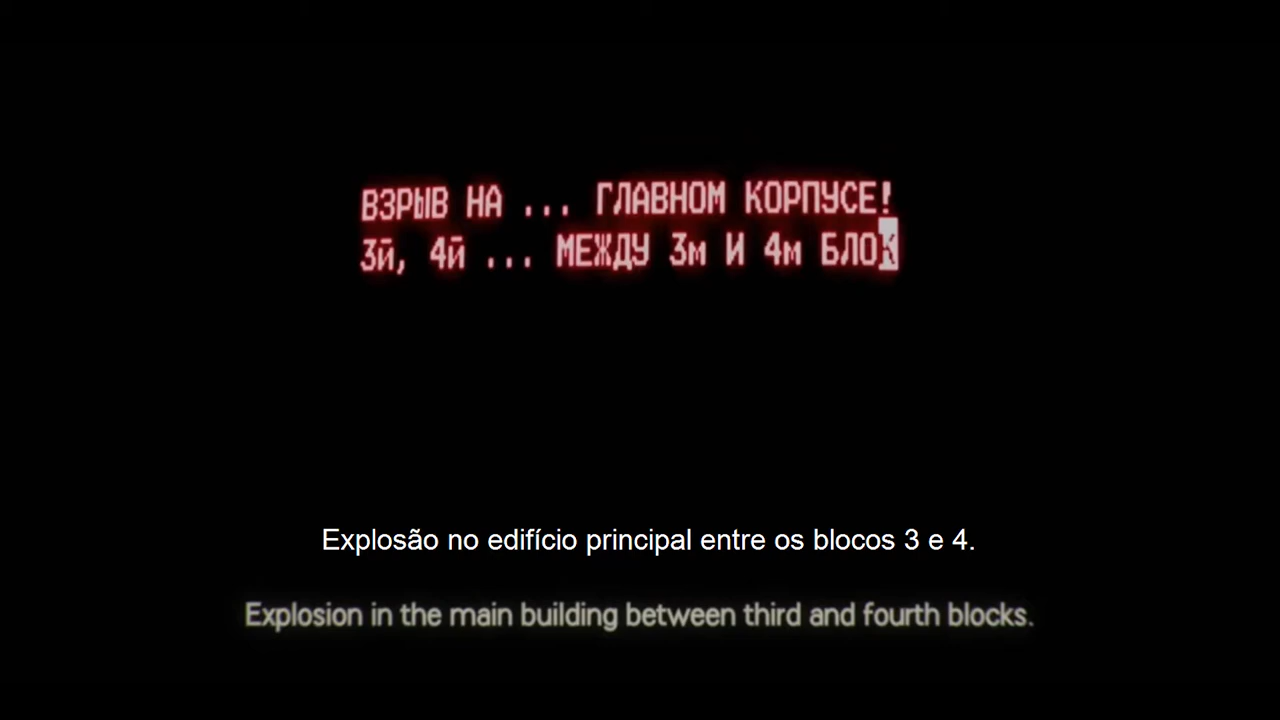 ВЗРЫВ НА ... ГЛАВНОМ КОРПУСЕ!
3й, 4й ... МЕЖДУ 3м И 4м БЛОК
Explosão no edifício principal entre os blocos 3 e 4.
Explosion in the main building between third and fourth blocks.